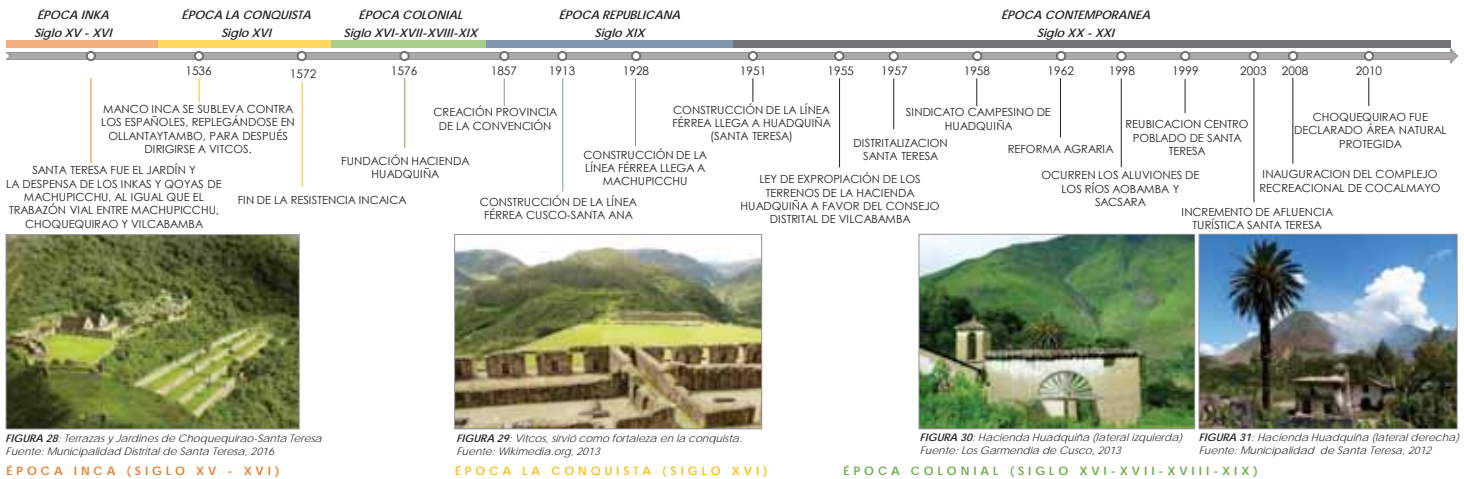 ÉPOCA INKA
Siglo XV - XVI
ÉPOCA LA CONQUISTA
Siglo XVI
ÉPOCA COLONIAL
Siglo XVI-XVII-XVIII-XIX
ÉPOCA REPUBLICANA
Siglo XIX
ÉPOCA CONTEMPORANEA
Siglo XX - XXI
SANTA TERESA FUE EL JARDÍN Y
LA DESPENSA DE LOS INKAS Y QOYAS DE
MACHUPICCHU, AL IGUAL QUE EL
TRABAZÓN VIAL ENTRE MACHUPICCHU,
CHOQUEQUIRAO Y VILCABAMBA
1536
MANCO INCA SE SUBLEVA CONTRA
LOS ESPAÑOLES, REPLEGÁNDOSE EN
OLLANTAYTAMBO, PARA DESPUÉS
DIRIGIRSE A VITCOS.
1572
FIN DE LA RESISTENCIA INCAICA
1576
FUNDACIÓN HACIENDA
HUADQUIÑA
1857
CREACIÓN PROVINCIA
DE LA CONVENCIÓN
1913
CONSTRUCCIÓN DE LA LÍNEA
FÉRREA CUSCO-SANTA ANA
1928
CONSTRUCCIÓN DE LA
LÍNEA FÉRREA LLEGA A
MACHUPICCHU
1951
CONSTRUCCIÓN DE LA LÍNEA
FÉRREA LLEGA A HUADQUIÑA
(SANTA TERESA)
1955
LEY DE EXPROPIACIÓN DE LOS
TERRENOS DE LA HACIENDA
HUADQUIÑA A FAVOR DEL CONSEJO
DISTRITAL DE VILCABAMBA
1957
DISTRITALIZACION
SANTA TERESA
1958
SINDICATO CAMPESINO DE
HUADQUIÑA
1962
REFORMA AGRARIA
1998
OCURREN LOS ALUVIONES DE
LOS RÍOS AOBAMBA Y
SACSARA
1999
REUBICACION CENTRO
POBLADO DE SANTA
TERESA
2003
INCREMENTO DE AFLUENCIA
TURÍSTICA SANTA TERESA
2008
INAUGURACION DEL COMPLEJO
RECREACIONAL DE COCALMAYO
2010
CHOQUEQUIRAO FUE
DECLARADO ÁREA NATURAL
PROTEGIDA
FIGURA 28: Terrazas y Jardines de Choquequirao-Santa Teresa
Fuente: Municipalidad Distrital de Santa Teresa, 2016
ÉPOCA INCA (SIGLO XV - XVI)
FIGURA 29: Vitcos, sirvió como fortaleza en la conquista.
Fuente: Wikimedia.org, 2013
ÉPOCA LA CONQUISTA (SIGLO XVI)
FIGURA 30: Hacienda Huadquiña (lateral izquierda)
Fuente: Los Garmendia de Cusco, 2013
FIGURA 31: Hacienda Huadquiña (lateral derecha)
Fuente: Municipalidad de Santa Teresa, 2012
ÉPOCA COLONIAL (SIGLO XVI-XVII-XVIII-XIX)